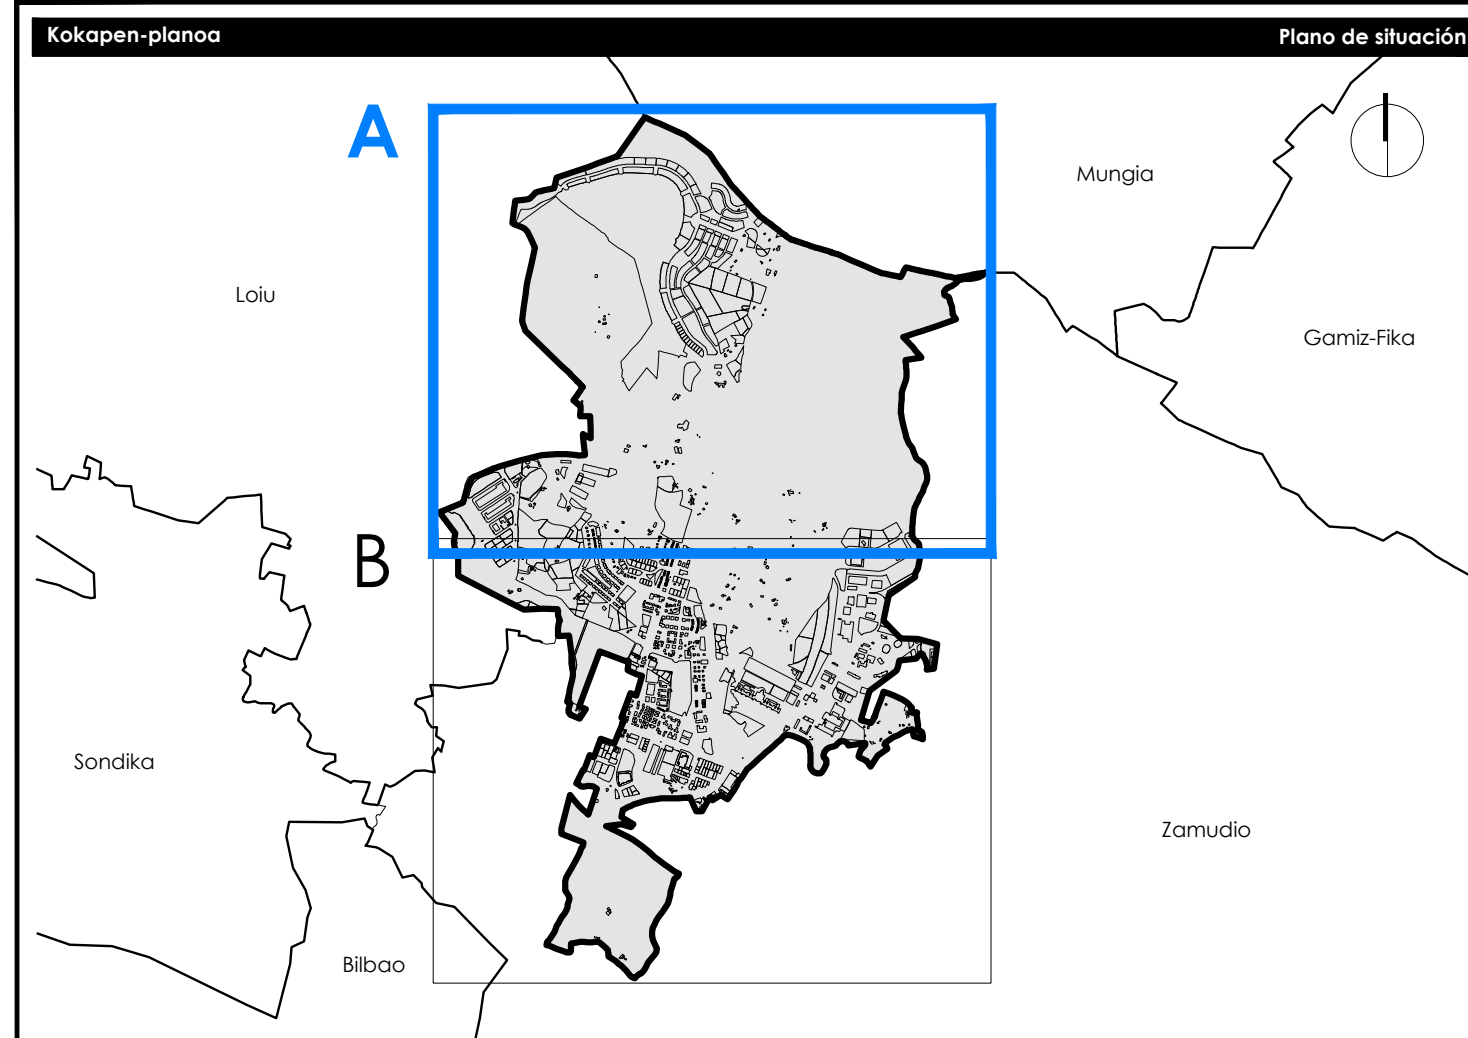 Kokapen-planoa
Plano de situación
A
Mungia
Loiu
Gamiz-Fika
B
Sondika
Zamudio
Bilbao